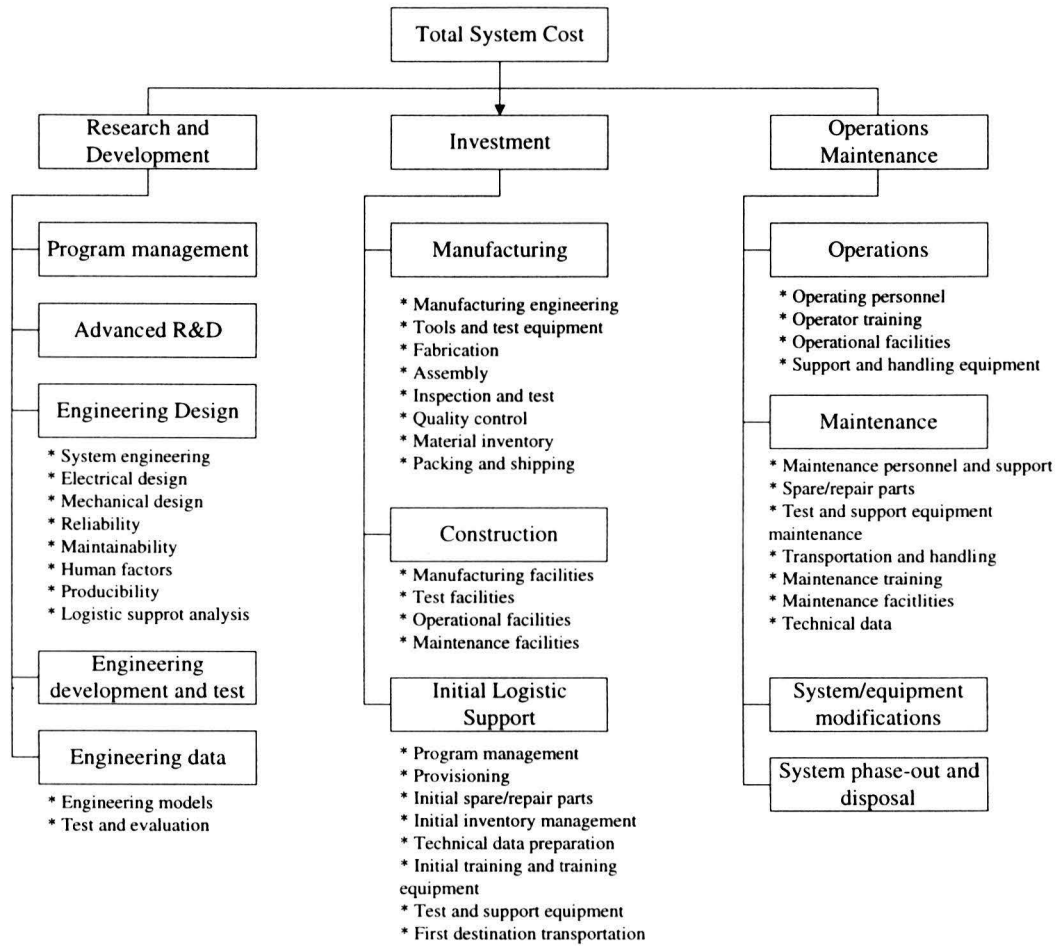 Total System Cost
Research and
Development
Investment
Operations
Maintenance
Program management
Advanced R&D
Engineering Design
* System engineering
* Electrical design
* Mechanical design
* Reliability
* Maintainability
* Human factors
* Producibility
* Logistic supprot analysis
Engineering
development and test
Engineering data
* Engineering models
* Test and evaluation
Manufacturing
* Manufacturing engineering
* Tools and test equipment
* Fabrication
* Assembly
* Inspection and test
* Quality control
* Material inventory
* Packing and shipping
Construction
* Manufacturing facilities
* Test facilities
* Operational facilities
* Maintenance facilities
Initial Logistic
Support
* Program management
* Provisioning
* Initial spare/repair parts
* Initial inventory management
* Technical data preparation
* Initial training and training
equipment
* Test and support equipment
* First destination transportation
Operations
* Operating personnel
* Operator training
* Operational facilities
* Support and handling equipment
Maintenance
* Maintenance personnel and support
* Spare/repair parts
* Test and support equipment
maintenance
* Transportation and handling
* Maintenance training
* Maintenance facitlities
* Technical data
System/equipment
modifications
System phase-out and
disposal